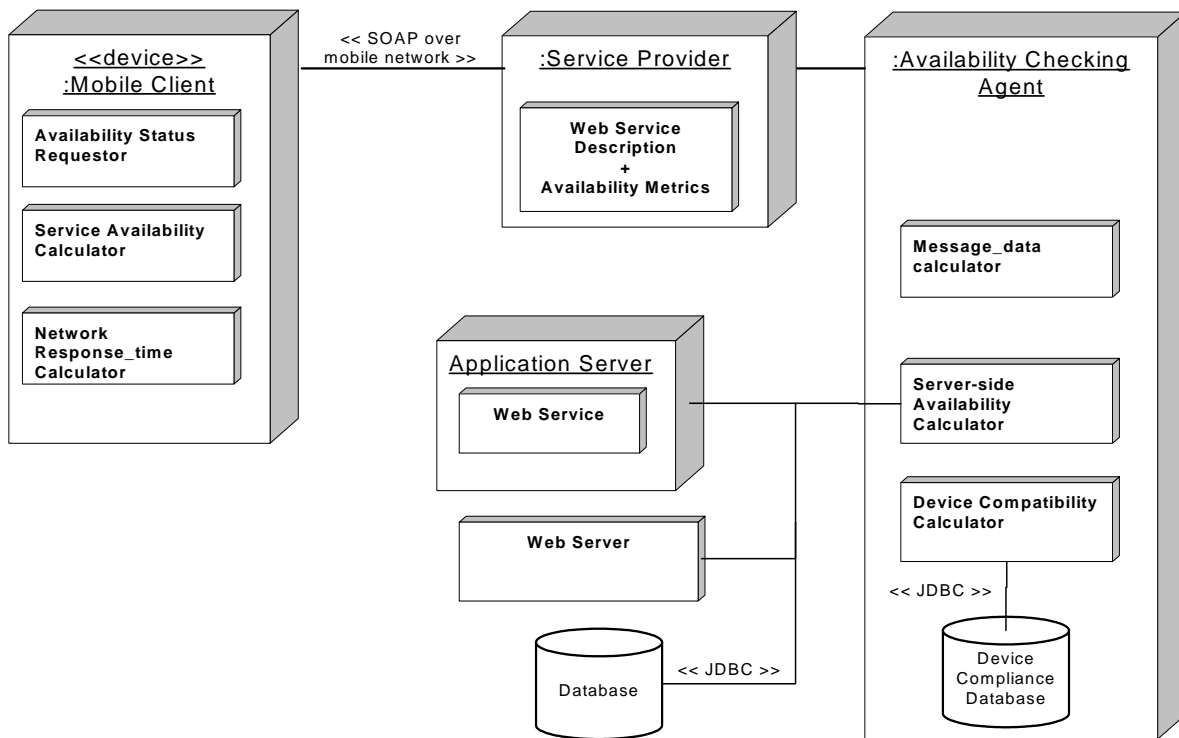 <<device>>
:Mobile Client
Availability Status
Requestor
Service Availability
Calculator
Network
Response_time
Calculator
<< SOAP over
mobile network >>
:Service Provider
Web Service
Description
+
Availability Metrics
:Availability Checking
Agent
Message_data
calculator
Server-side
Availability
Calculator
Device Compatibility
Calculator
<< JDBC >>
Device
Compliance
Database
Application Server
Web Service
Web Server
Database
<< JDBC >>